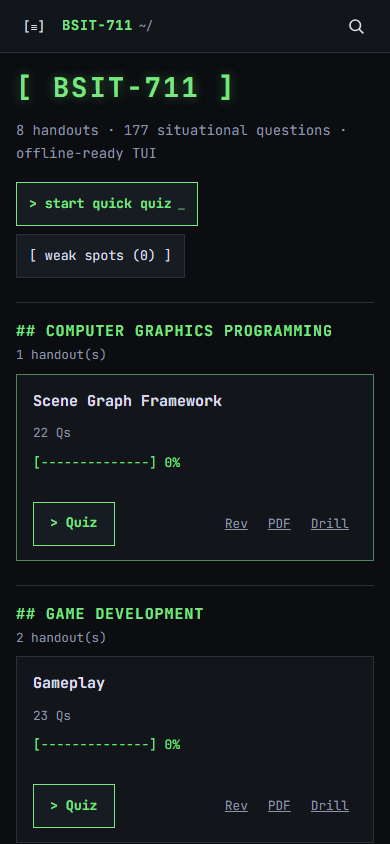 [≡] BSIT-711 ~/
[ BSIT-711 ]
8 handouts · 177 situational questions ·
offline-ready TUI
> start quick quiz _
[ weak spots (0) ]
## COMPUTER GRAPHICS PROGRAMMING
1 handout(s)
Scene Graph Framework
22 Qs
[--------------] 0%
> Quiz Rev PDF Drill
## GAME DEVELOPMENT
2 handout(s)
Gameplay
23 Qs
[--------------] 0%
> Quiz Rev PDF Drill